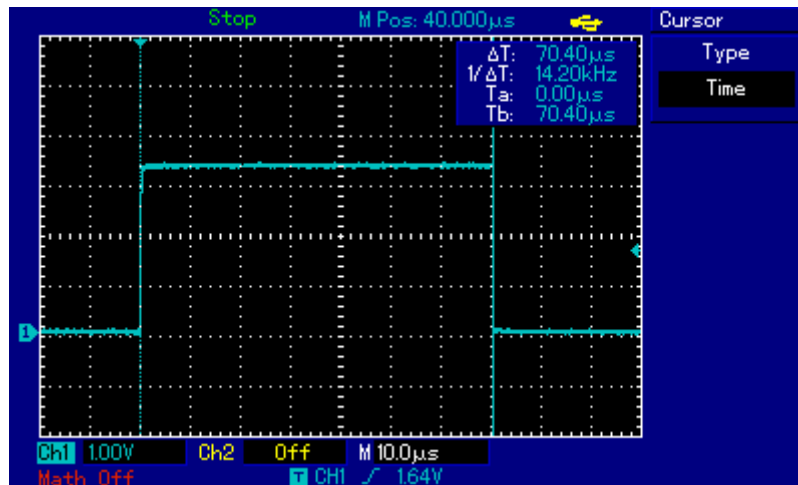 Stop M Pos: 40.000μs Cursor
Type
Time
ΔT: 70.40μs
1/ΔT: 14.20kHz
Ta: 0.00μs
Tb: 70.40μs
1
Ch1 1.00V Ch2 Off M 10.0μs
Math Off T CH1 1.64V